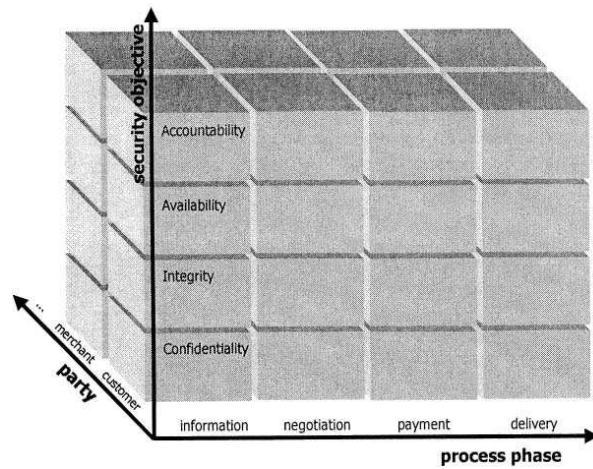 security objective
Accountability
Availability
Integrity
Confidentiality
...
merchant
customer
party
information negotiation payment delivery
process phase